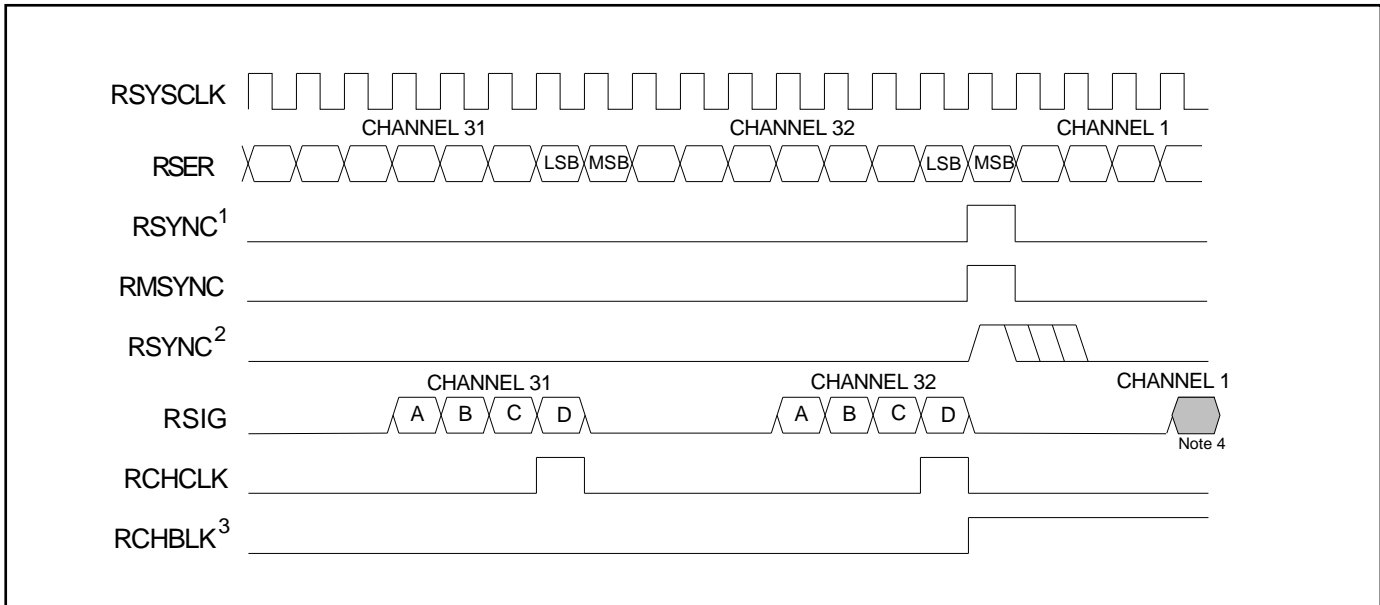 RSYSCLK
CHANNEL 31 CHANNEL 32 CHANNEL 1
RSER LSB MSB LSB MSB
RSYNC1
RMSYNC
RSYNC2
CHANNEL 31 CHANNEL 32 CHANNEL 1
RSIG A B C D A B C D
Note 4
RCHCLK
RCHBLK3